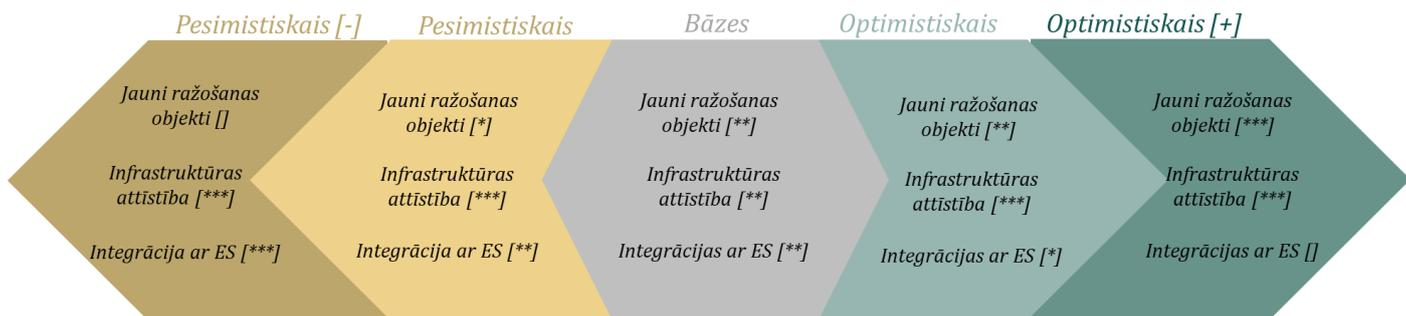 Pesimistiskais [-]
Pesimistiskais
Bāzes
Optimistiskais
Optimistiskais [+]
Jauni ražošanas
objekti []
Infrastruktūras
attīstība [***]
Integrācija ar ES [***]
Jauni ražošanas
objekti [*]
Infrastruktūras
attīstība [***]
Integrācija ar ES [**]
Jauni ražošanas
objekti [**]
Infrastruktūras
attīstība [**]
Integrācijas ar ES [**]
Jauni ražošanas
objekti [**]
Infrastruktūras
attīstība [***]
Integrācijas ar ES [*]
Jauni ražošanas
objekti [***]
Infrastruktūras
attīstība [***]
Integrācijas ar ES []